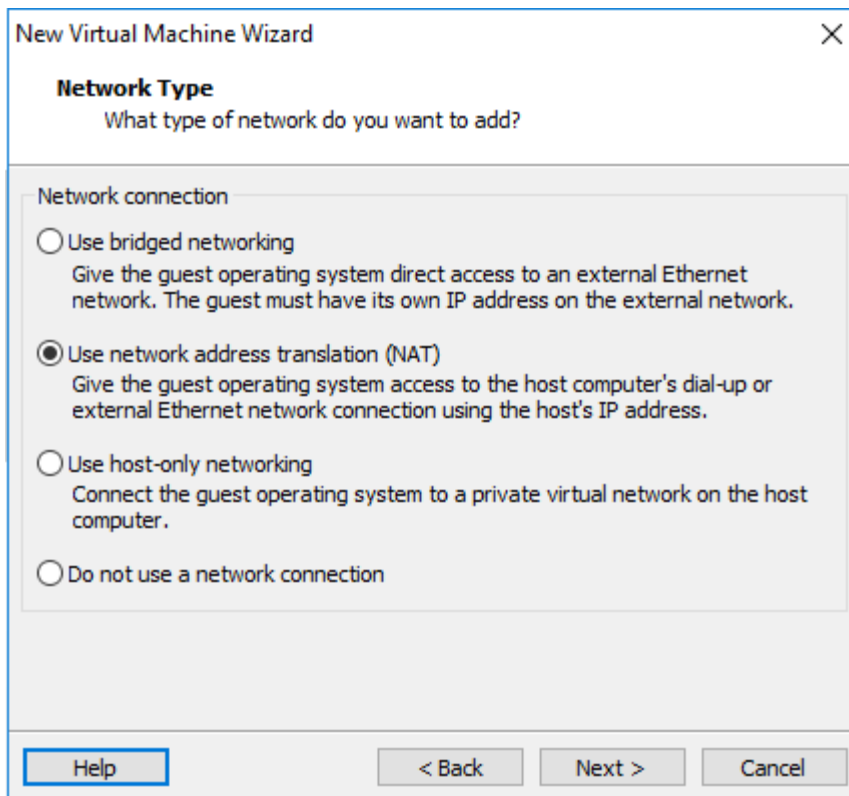 New Virtual Machine Wizard
Network Type
What type of network do you want to add?
Network connection
Use bridged networking
Give the guest operating system direct access to an external Ethernet
network. The guest must have its own IP address on the external network.
Use network address translation (NAT)
Give the guest operating system access to the host computer's dial-up or
external Ethernet network connection using the host's IP address.
Use host-only networking
Connect the guest operating system to a private virtual network on the host
computer.
Do not use a network connection
Help
< Back
Next >
Cancel